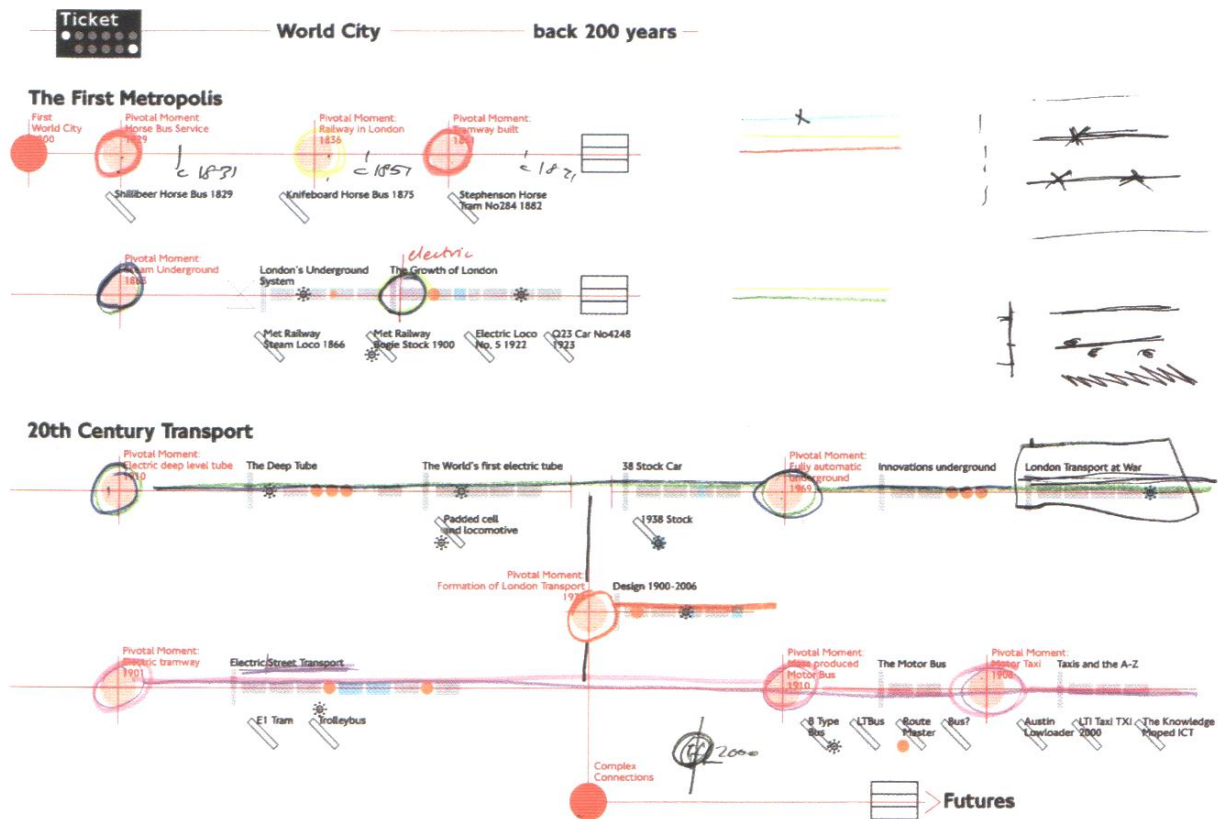 Ticket
World City
back 200 years
The First Metropolis
First
World City
Pivotal Moment:
Horse Bus Service
1829
Pivotal Moment:
Railway in London
1836
Pivotal Moment:
Tramway built
c 1831
c 1851
Shillibeer Horse Bus 1829
Knifeboard Horse Bus 1875
Stephenson Horse
Tram No284 1882
electric
Pivotal Moment:
Steam Underground
1863
London's Underground
System
The Growth of London
Met Railway
Steam Loco 1866
Met Railway
Bogie Stock 1900
Electric Loco
No. 5 1922
Q23 Car No4248
1923
20th Century Transport
Pivotal Moment:
Electric deep level tube
1910
The Deep Tube
The World's first electric tube
38 Stock Car
Pivotal Moment:
Fully automatic
underground
1969
Innovations underground
London Transport at War
Padded cell
and locomotive
1938 Stock
Pivotal Moment:
Formation of London Transport
Design 1900-2006
Pivotal Moment:
Electric tramway
1901
Electric Street Transport
Pivotal Moment:
Mass produced
Motor Bus
1910
The Motor Bus
Pivotal Moment:
Motor Taxi
1908
Taxis and the A-Z
E1 Tram
Trolleybus
B Type
Bus
LTBus
Route
Master
Bus?
Austin
Lowloader
LTI Taxi TXI
2000
The Knowledge
Moped ICT
2000
Complex
Connections
Futures